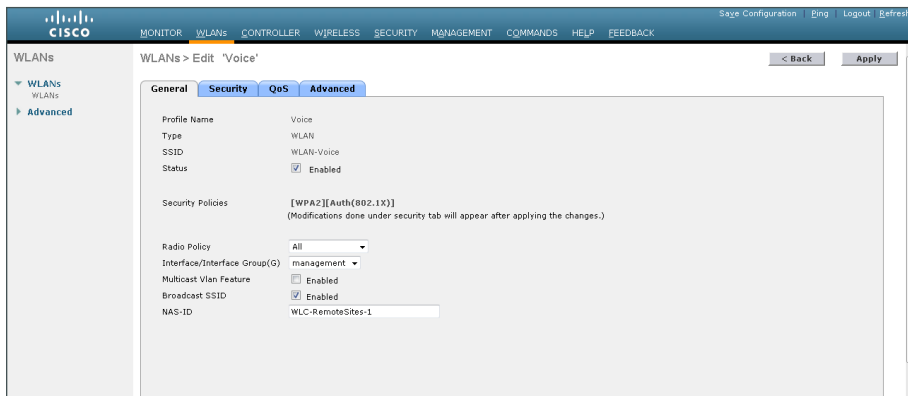 Save Configuration | Ping | Logout | Refresh
CISCO
MONITOR WLANs CONTROLLER WIRELESS SECURITY MANAGEMENT COMMANDS HELP FEEDBACK
WLANs
WLANs > Edit 'Voice'
< Back
Apply
WLANs
WLANs
Advanced
General Security QoS Advanced
Profile Name Voice
Type WLAN
SSID WLAN-Voice
Status Enabled
Security Policies [WPA2][Auth(802.1X)]
(Modifications done under security tab will appear after applying the changes.)
Radio Policy All
Interface/Interface Group(G) management
Multicast Vlan Feature Enabled
Broadcast SSID Enabled
NAS-ID WLC-RemoteSites-1